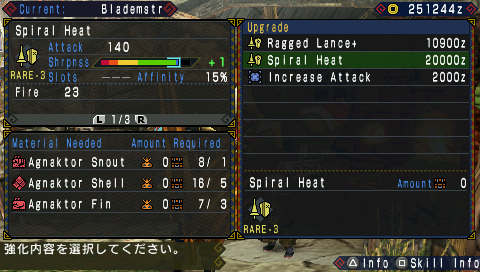 Current: Blademstr
251244z
Spiral Heat
Attack 140
Shrpnss +1
RARE-3 Slots --- Affinity 15%
Fire 23
L 1/3 R
Material Needed Amount Required
Agnaktor Snout 0 8/ 1
Agnaktor Shell 0 16/ 5
Agnaktor Fin 0 7/ 3
Upgrade
Ragged Lance+ 10900z
Spiral Heat 20000z
Increase Attack 2000z
Spiral Heat Amount 0
RARE-3
強化内容を選択してください。
Info Skill Info